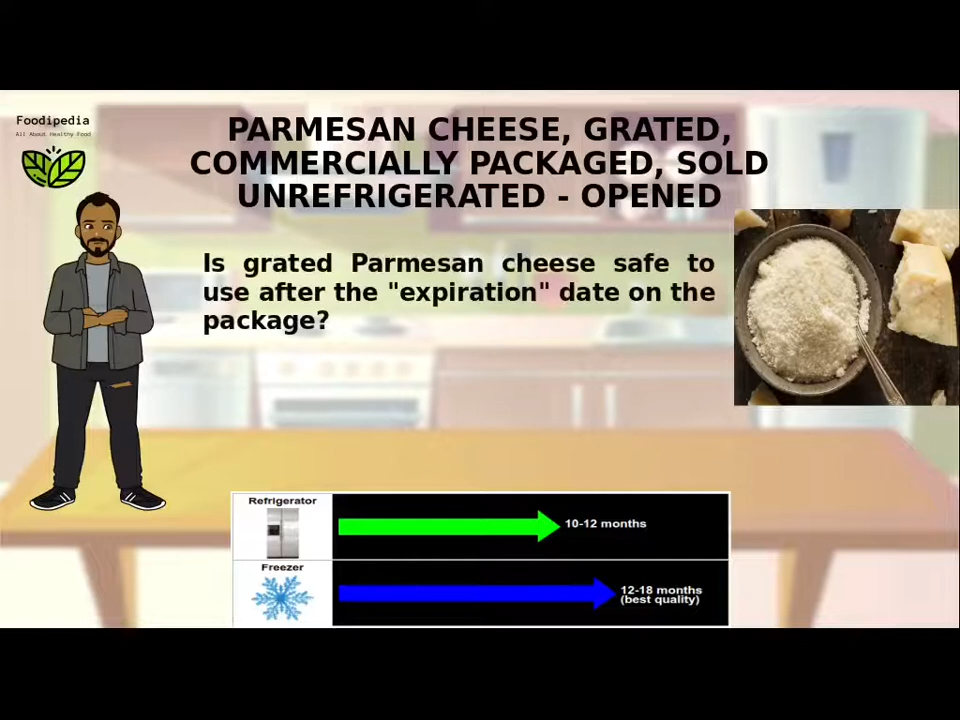 Foodipedia
All About Healthy Food
PARMESAN CHEESE, GRATED,
COMMERCIALLY PACKAGED, SOLD
UNREFRIGERATED - OPENED
Is grated Parmesan cheese safe to
use after the "expiration" date on the
package?
Refrigerator
10-12 months
Freezer
12-18 months
(best quality)